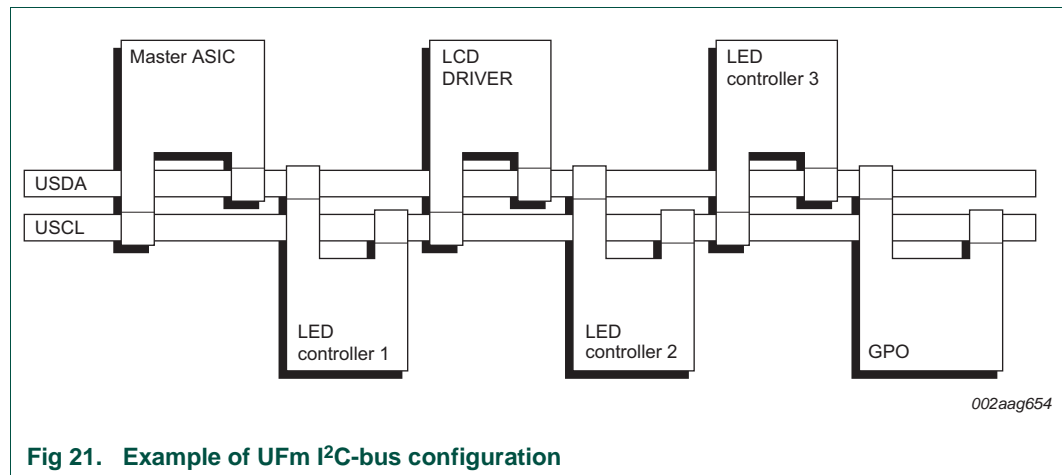 Master ASIC
LCD
DRIVER
LED
controller 3
USDA
USCL
LED
controller 1
LED
controller 2
GPO
002aag654
Fig 21. Example of UFm I²C-bus configuration